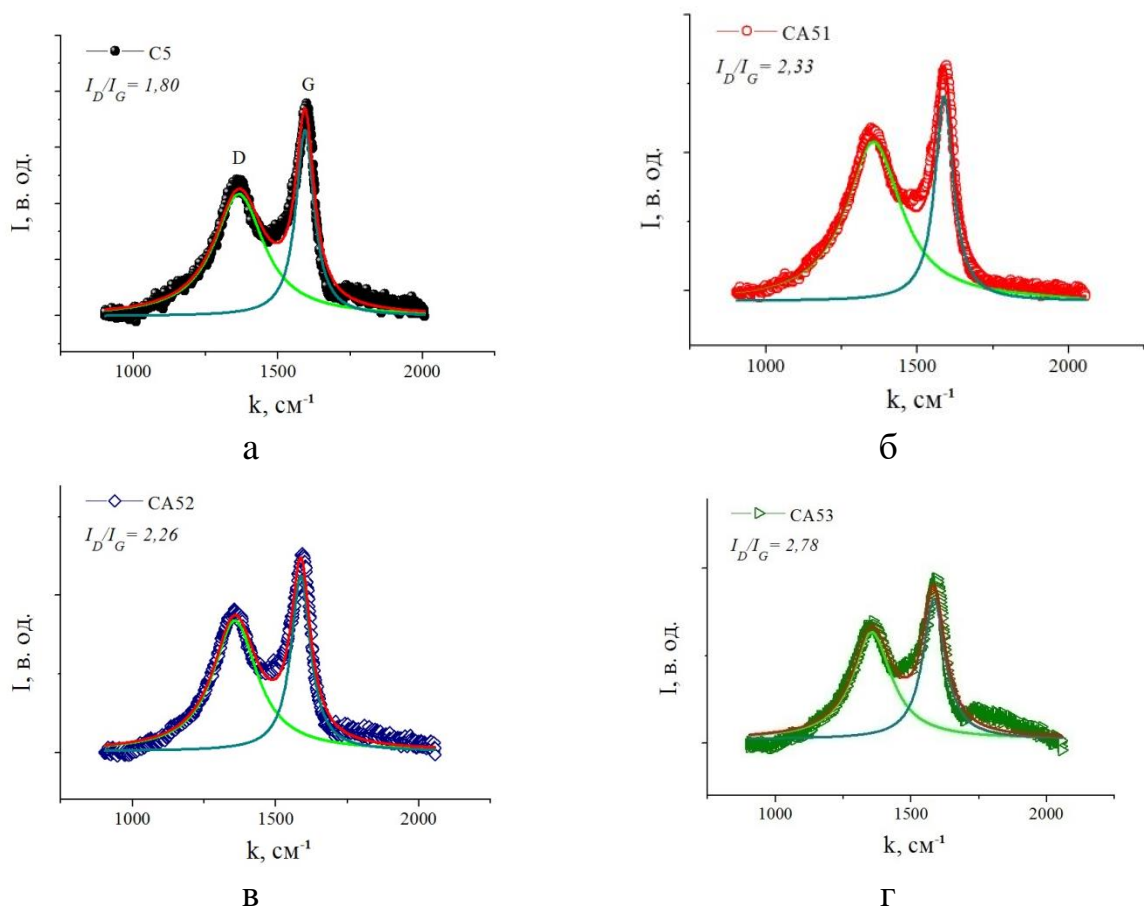 C5
I_D/I_G= 1,80
D
G
I, в. од.
1000
1500
2000
k, см⁻¹
а
CA51
I_D/I_G= 2,33
I, в. од.
1000
1500
2000
k, см⁻¹
б
CA52
I_D/I_G= 2,26
I, в. од.
1000
1500
2000
k, см⁻¹
в
CA53
I_D/I_G= 2,78
I, в. од.
1000
1500
2000
k, см⁻¹
г